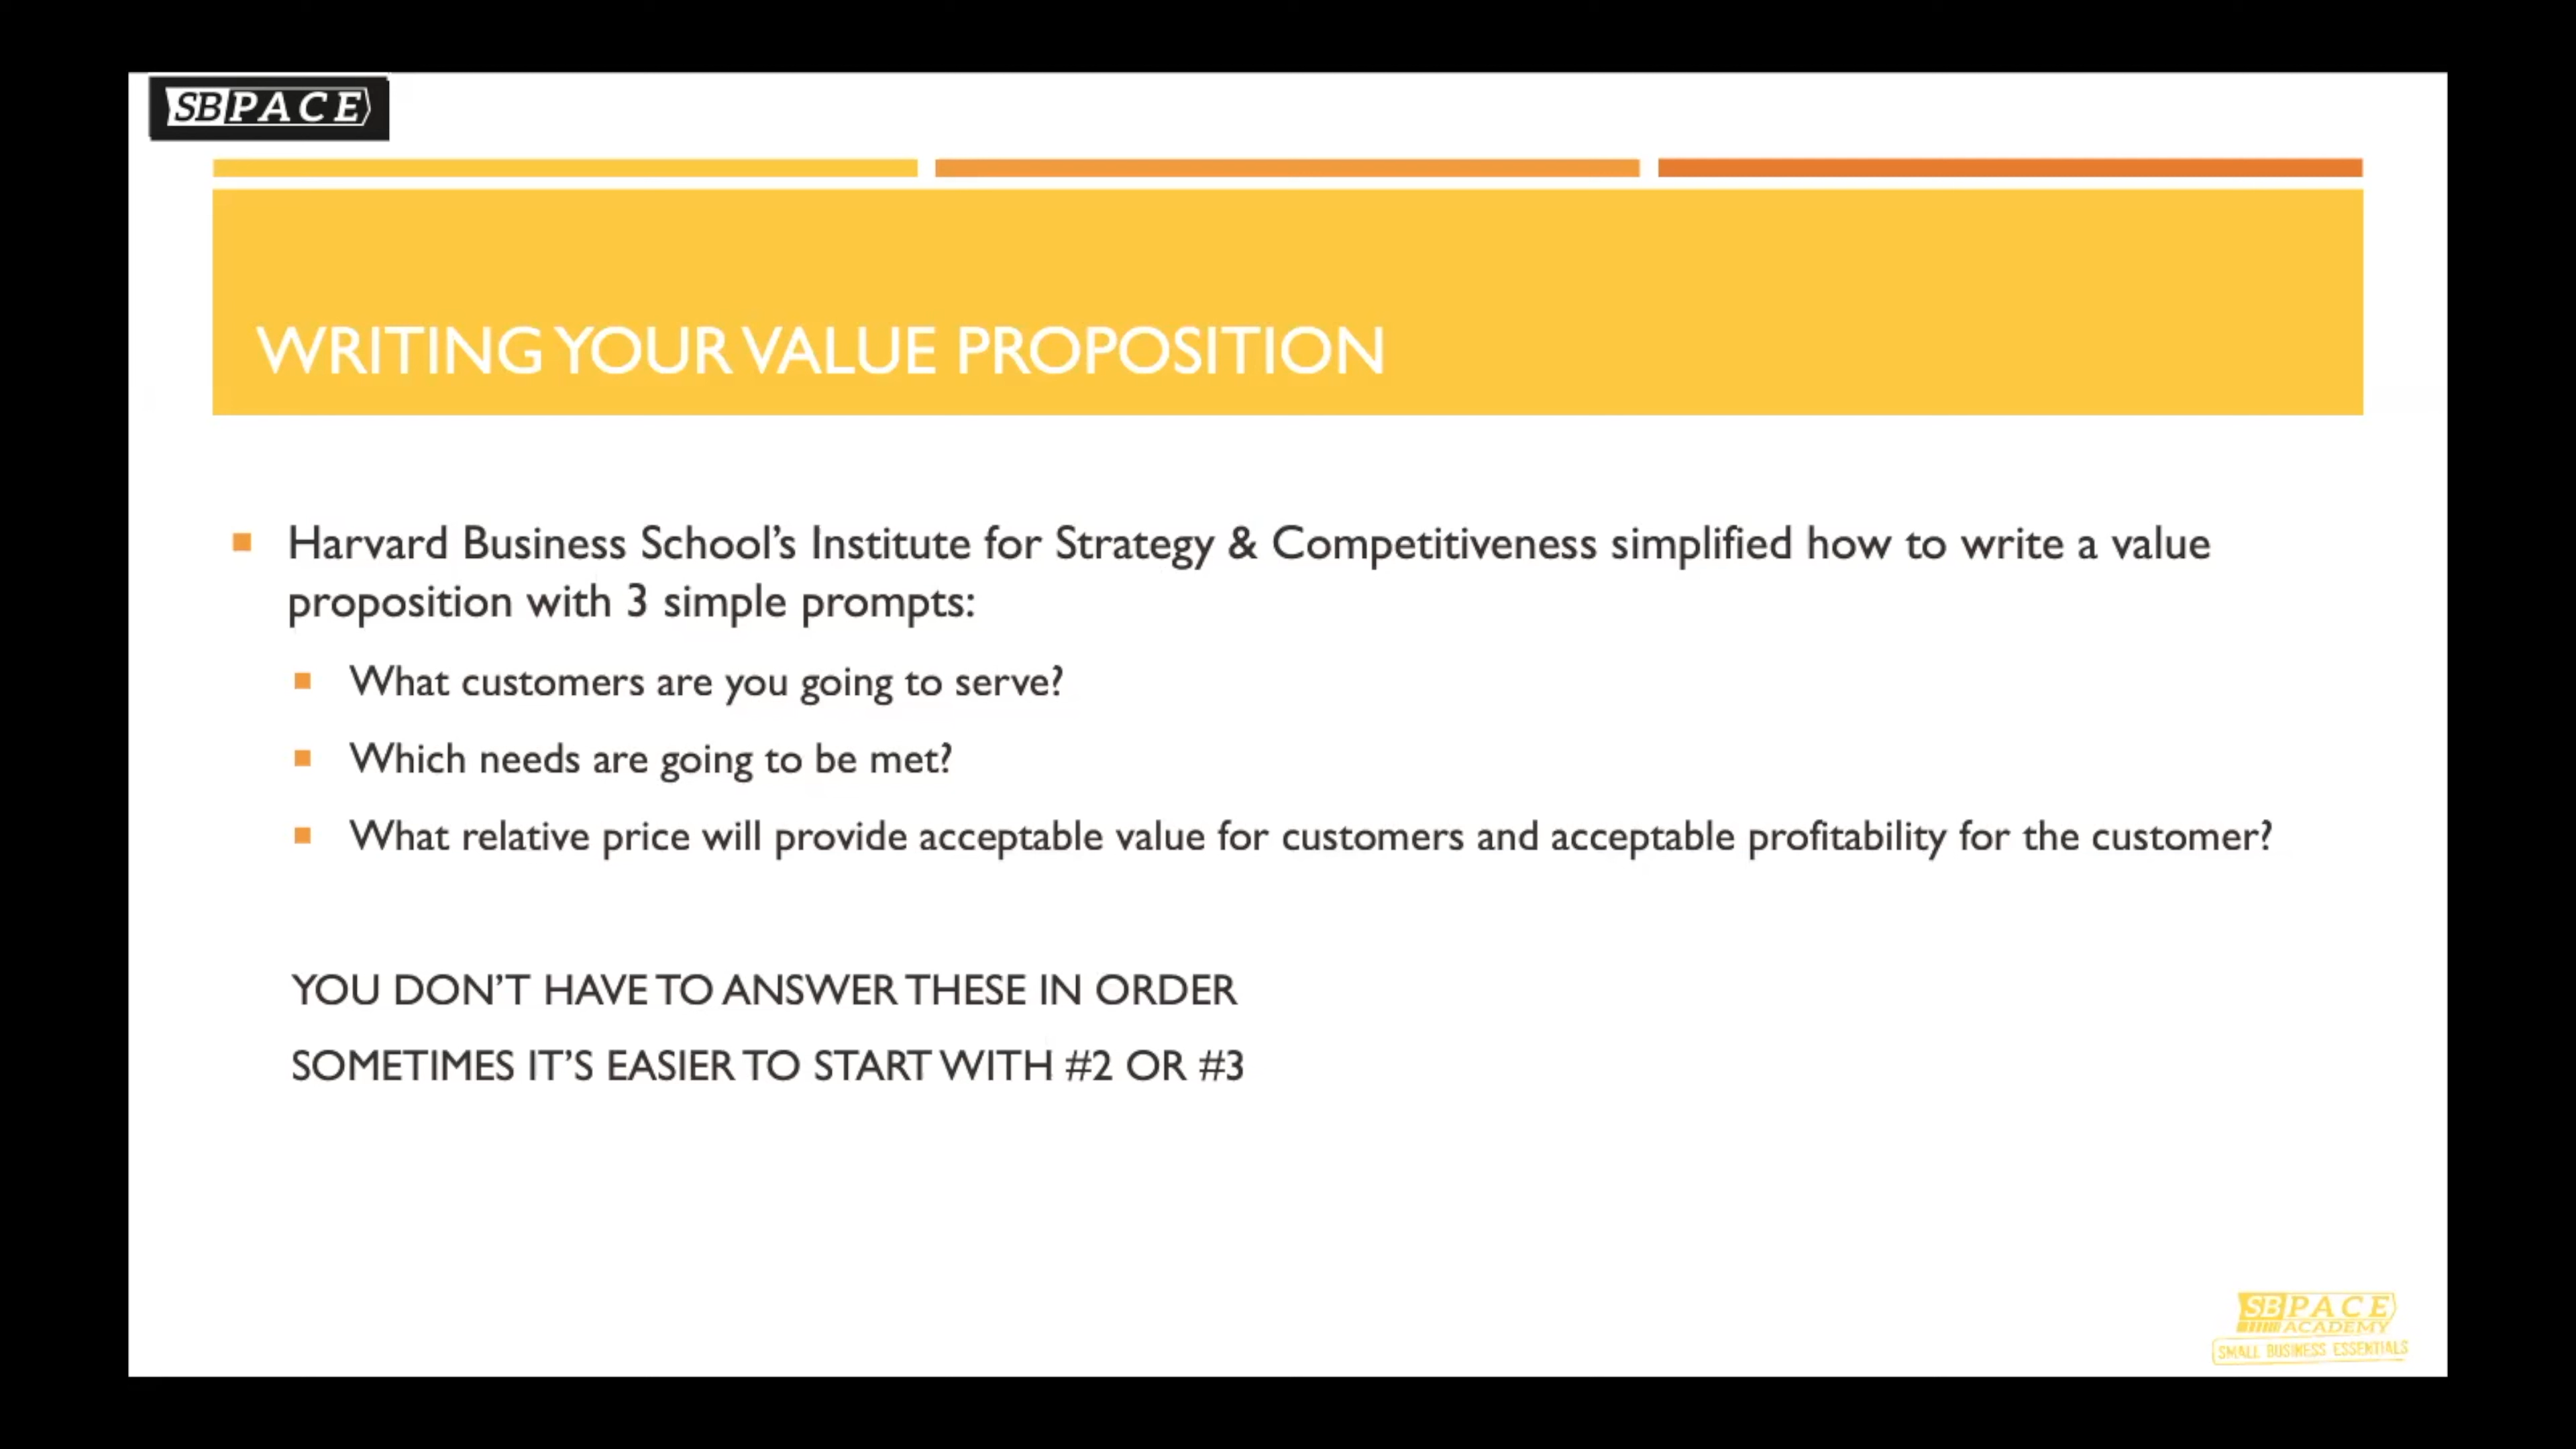 SBPACE
WRITING YOUR VALUE PROPOSITION
Harvard Business School's Institute for Strategy & Competitiveness simplified how to write a value
proposition with 3 simple prompts:
What customers are you going to serve?
Which needs are going to be met?
What relative price will provide acceptable value for customers and acceptable profitability for the customer?
YOU DON'T HAVE TO ANSWER THESE IN ORDER
SOMETIMES IT'S EASIER TO START WITH #2 OR #3
SBPACE
ACADEMY
SMALL BUSINESS ESSENTIALS